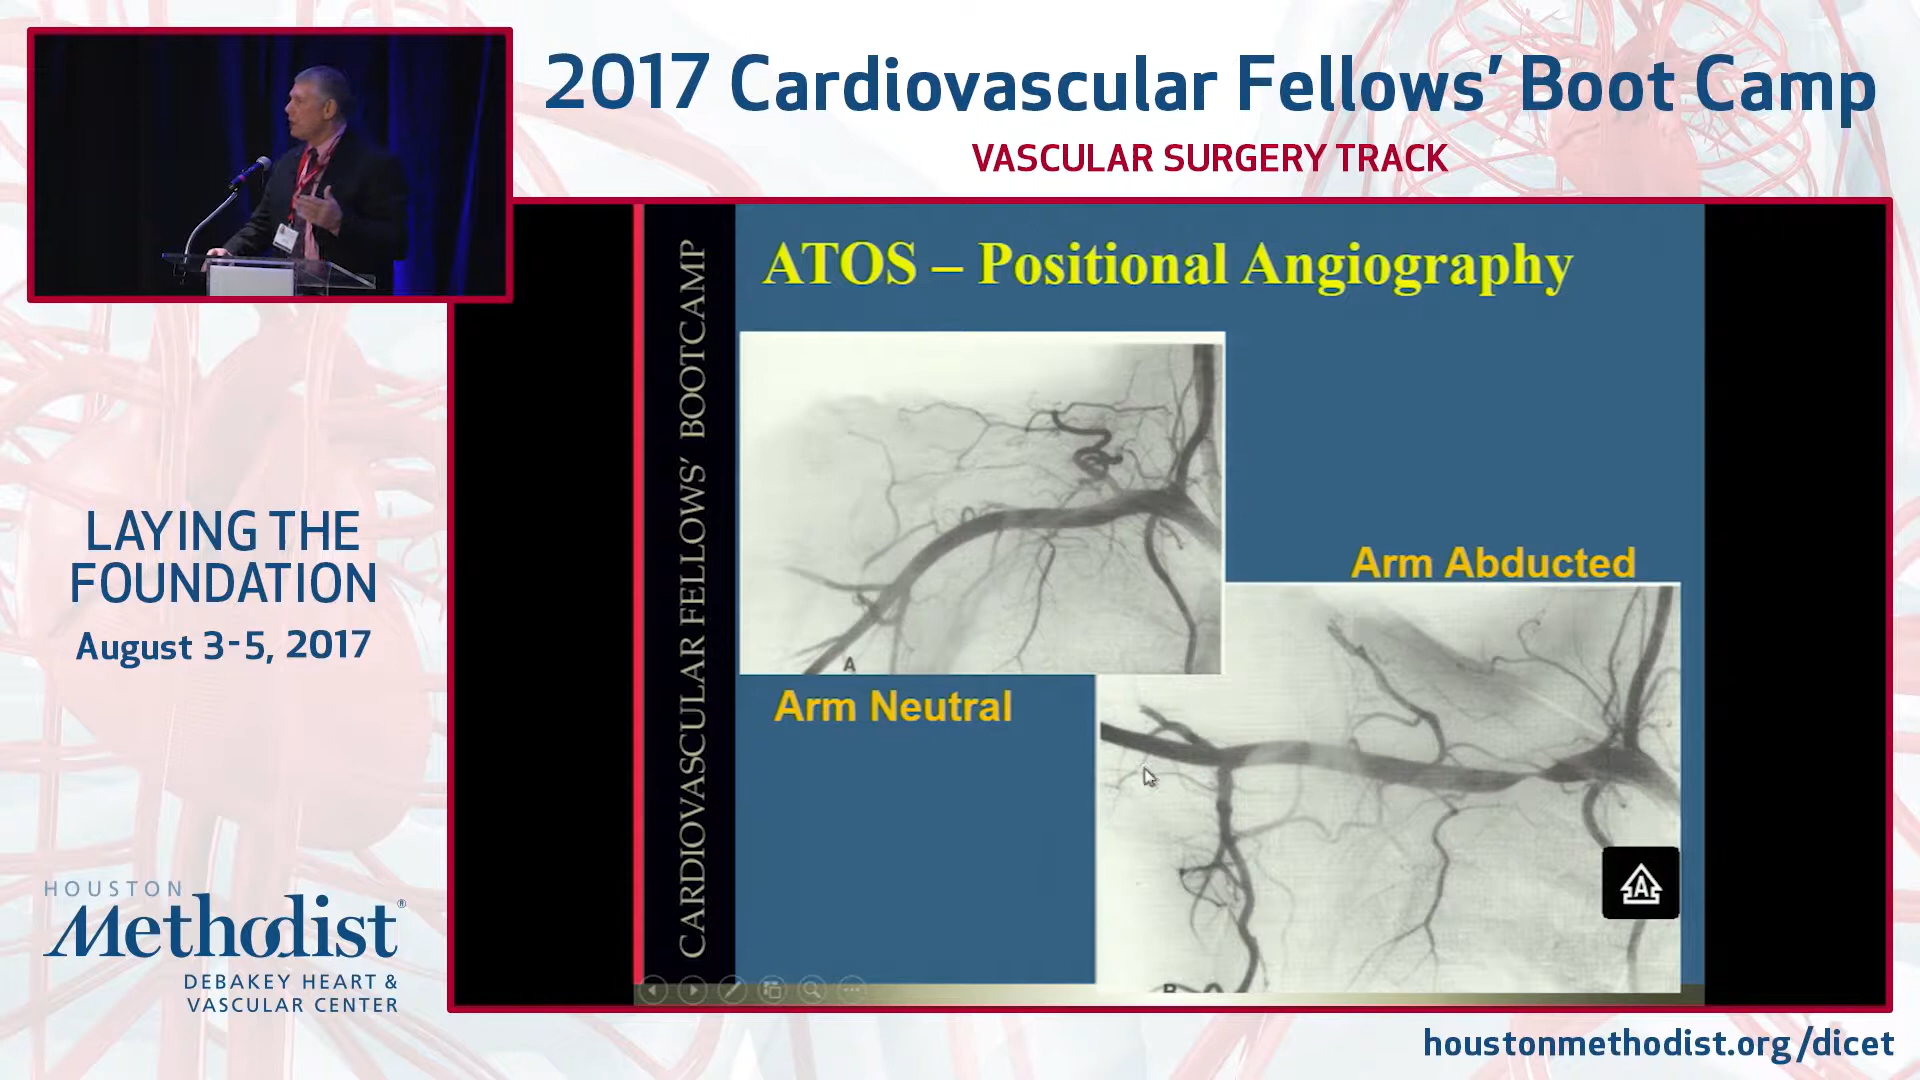 2017 Cardiovascular Fellows' Boot Camp
VASCULAR SURGERY TRACK
LAYING THE
FOUNDATION
August 3-5, 2017
HOUSTON
Methodist®
DEBAKEY HEART &
VASCULAR CENTER
CARDIOVASCULAR FELLOWS' BOOTCAMP
ATOS – Positional Angiography
A
Arm Neutral
Arm Abducted
A
B
houstonmethodist.org/dicet